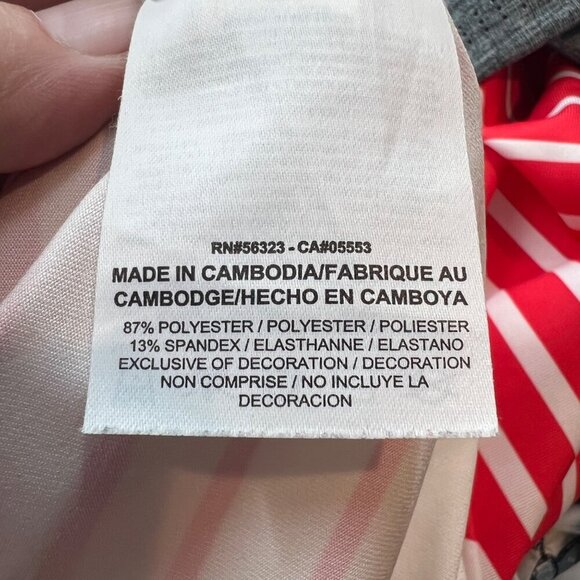 RN#56323 - CA#05553
MADE IN CAMBODIA/FABRIQUE AU
CAMBODGE/HECHO EN CAMBOYA
87% POLYESTER / POLYESTER / POLIESTER
13% SPANDEX / ELASTHANNE / ELASTANO
EXCLUSIVE OF DECORATION / DECORATION
NON COMPRISE / NO INCLUYE LA
DECORACION